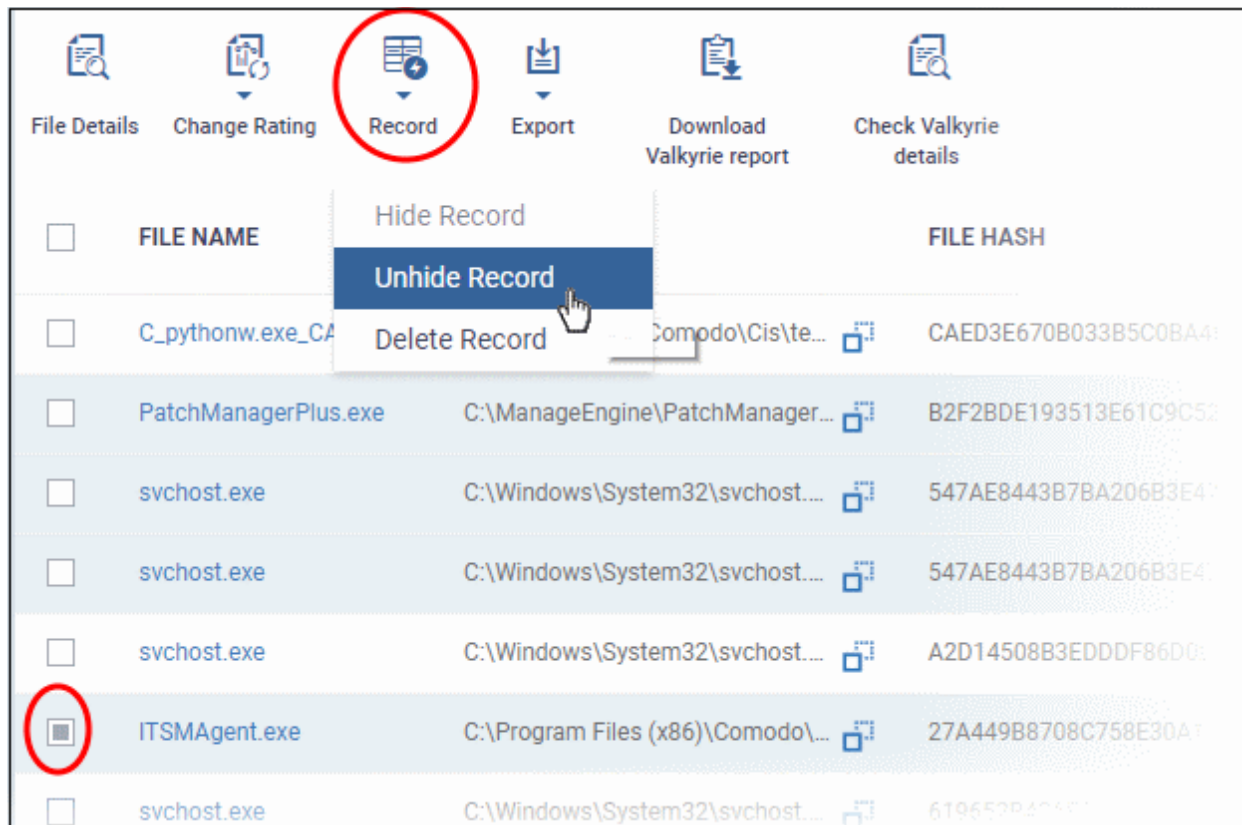 File Details Change Rating Record Export Download Valkyrie report Check Valkyrie details
Hide Record
FILE NAME FILE HASH
Unhide Record
Delete Record
C_pythonw.exe_CA Comodo\Cis\te... CAED3E670B033B5C0BA4
PatchManagerPlus.exe C:\ManageEngine\PatchManager... B2F2BDE193513E61C9C52
svchost.exe C:\Windows\System32\svchost.... 547AE8443B7BA206B3E4
svchost.exe C:\Windows\System32\svchost.... 547AE8443B7BA206B3E4
svchost.exe C:\Windows\System32\svchost.... A2D14508B3EDDDF86D0
ITSMAgent.exe C:\Program Files (x86)\Comodo\... 27A449B8708C758E30A
svchost.exe C:\Windows\System32\svchost....